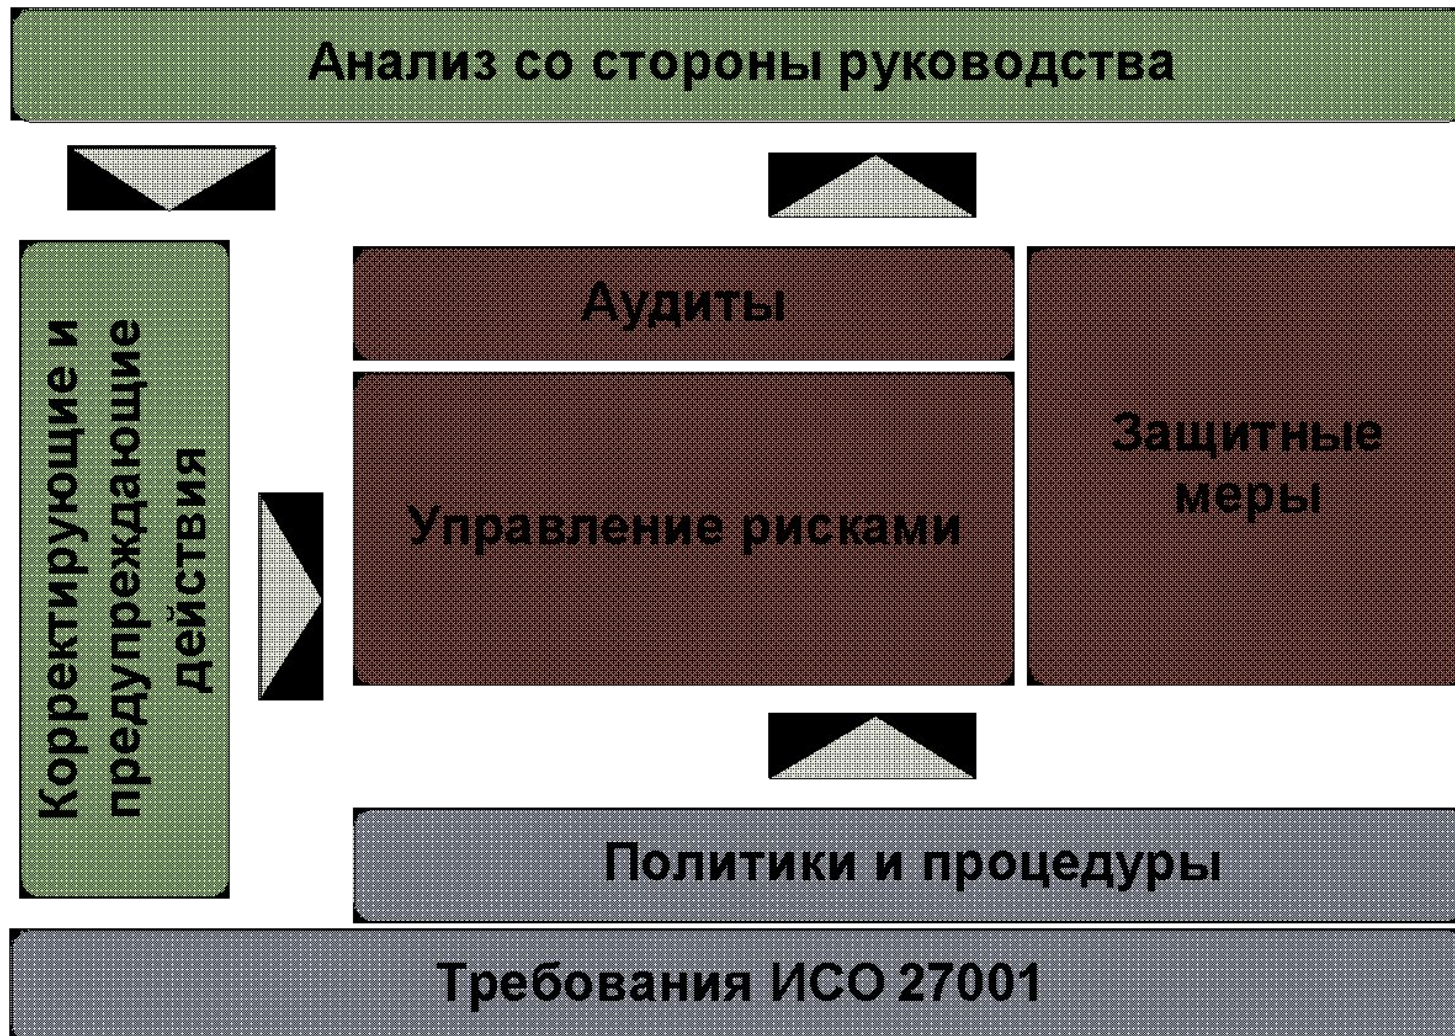 Анализ со стороны руководства
Корректирующие и
предупреждающие
действия
Аудиты
Управление рисками
Защитные
меры
Политики и процедуры
Требования ИСО 27001